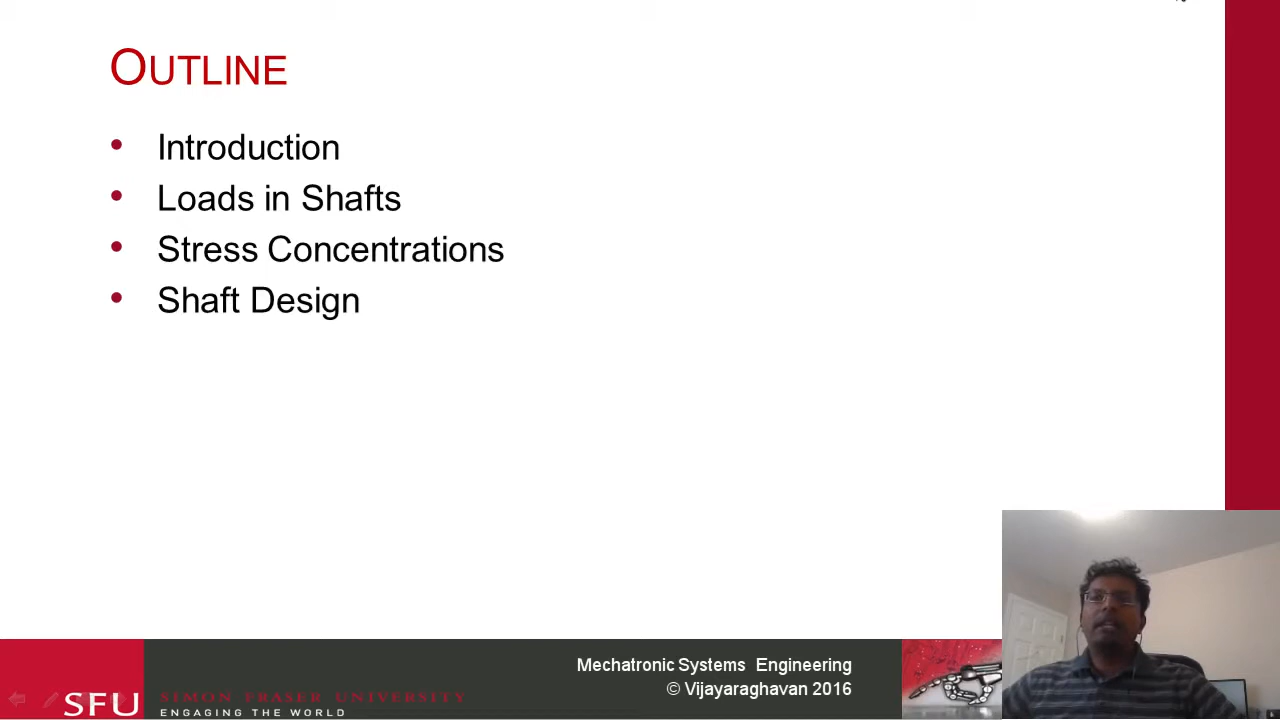 OUTLINE
• Introduction
• Loads in Shafts
• Stress Concentrations
• Shaft Design
Mechatronic Systems Engineering
© Vijayaraghavan 2016
SFU
SIMON FRASER UNIVERSITY
ENGAGING THE WORLD